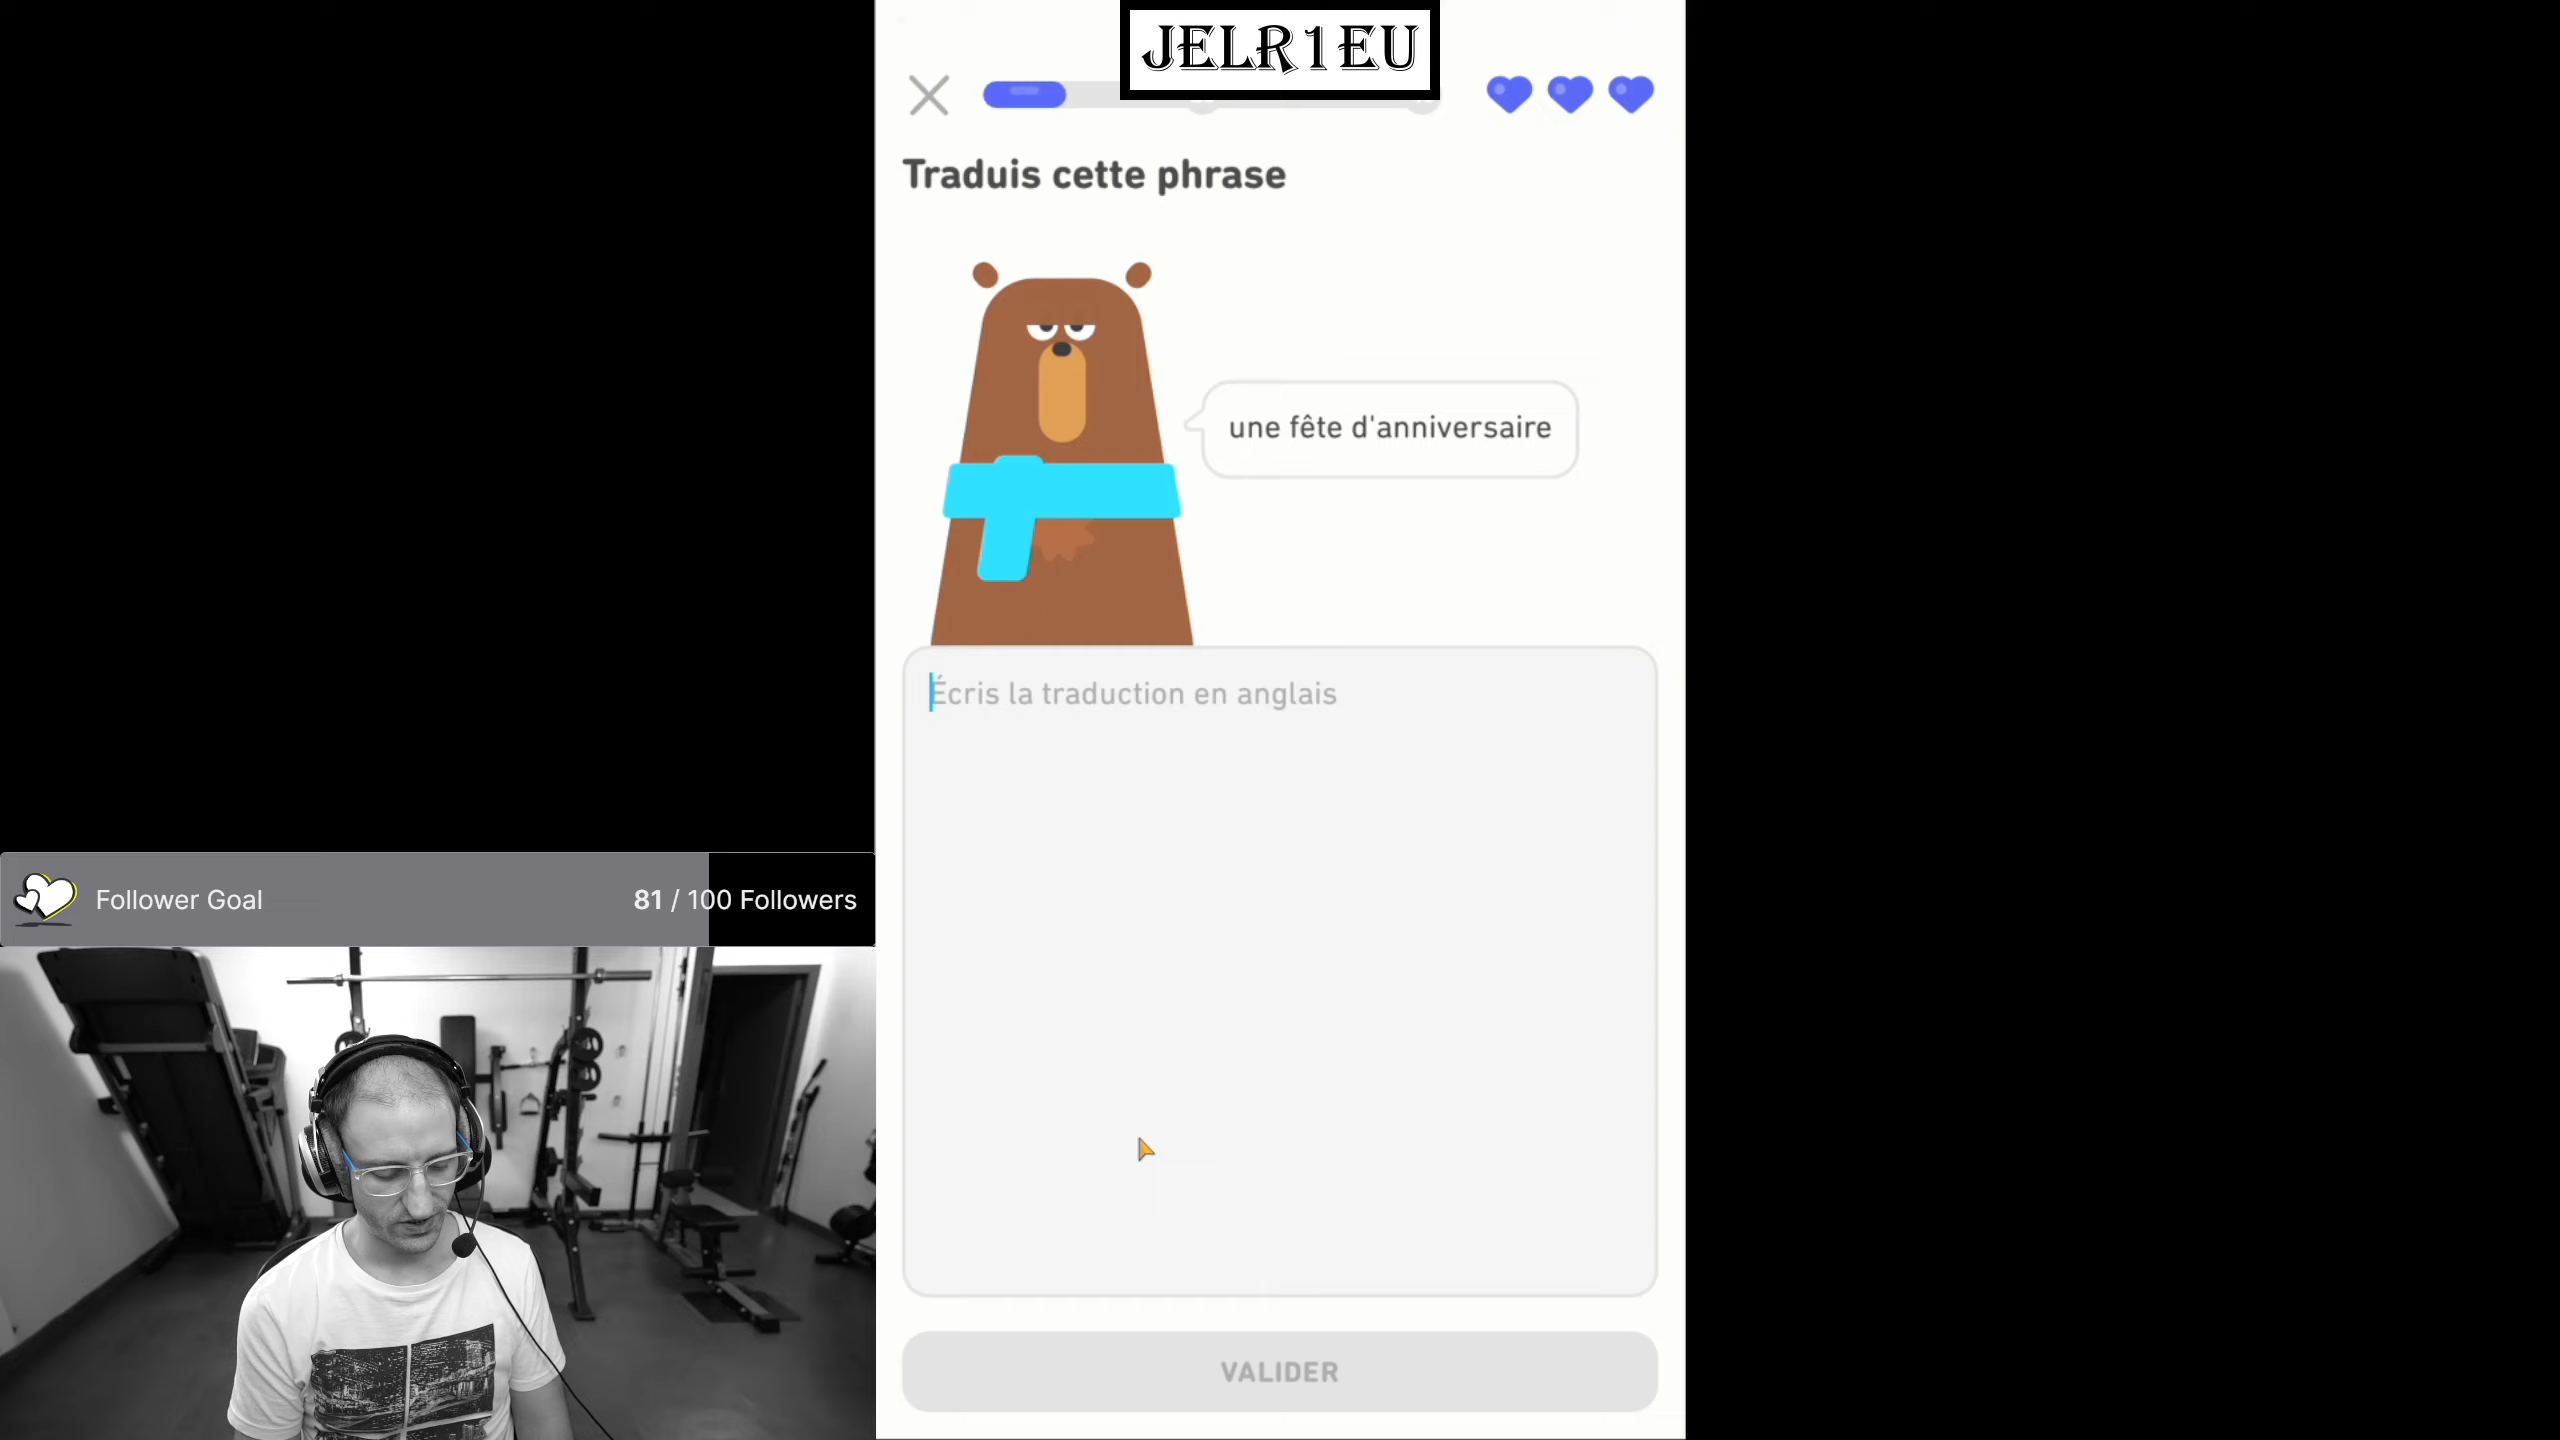 JELR1EU
Traduis cette phrase
une fête d'anniversaire
Écris la traduction en anglais
Follower Goal
81 / 100 Followers
VALIDER